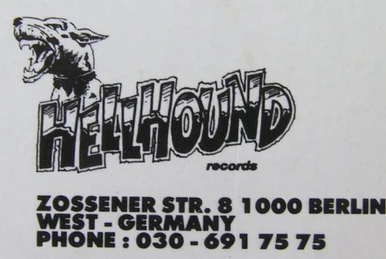 HELLHOUND
records
ZOSSENER STR. 8 1000 BERLIN
WEST - GERMANY
PHONE : 030 - 691 75 75